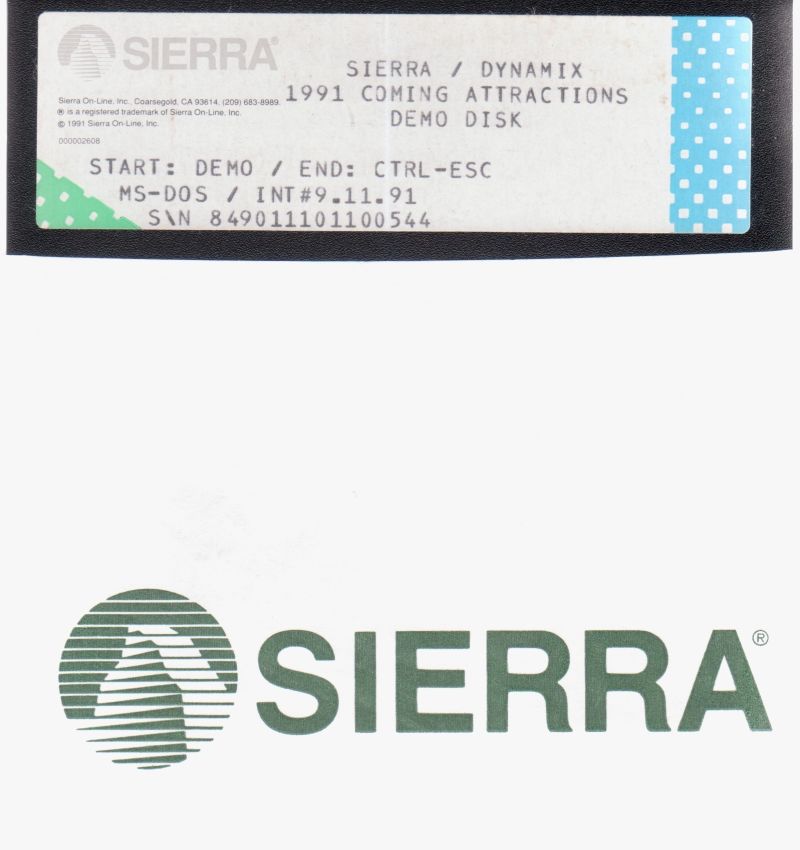 SIERRA®
SIERRA / DYNAMIX
1991 COMING ATTRACTIONS
DEMO DISK
Sierra On-Line, Inc., Coarsegold, CA 93614, (209) 683-8989.
® is a registered trademark of Sierra On-Line, Inc.
© 1991 Sierra On-Line, Inc.
000002608
START: DEMO / END: CTRL-ESC
MS-DOS / INT#9.11.91
S\N 849011101100544
SIERRA®